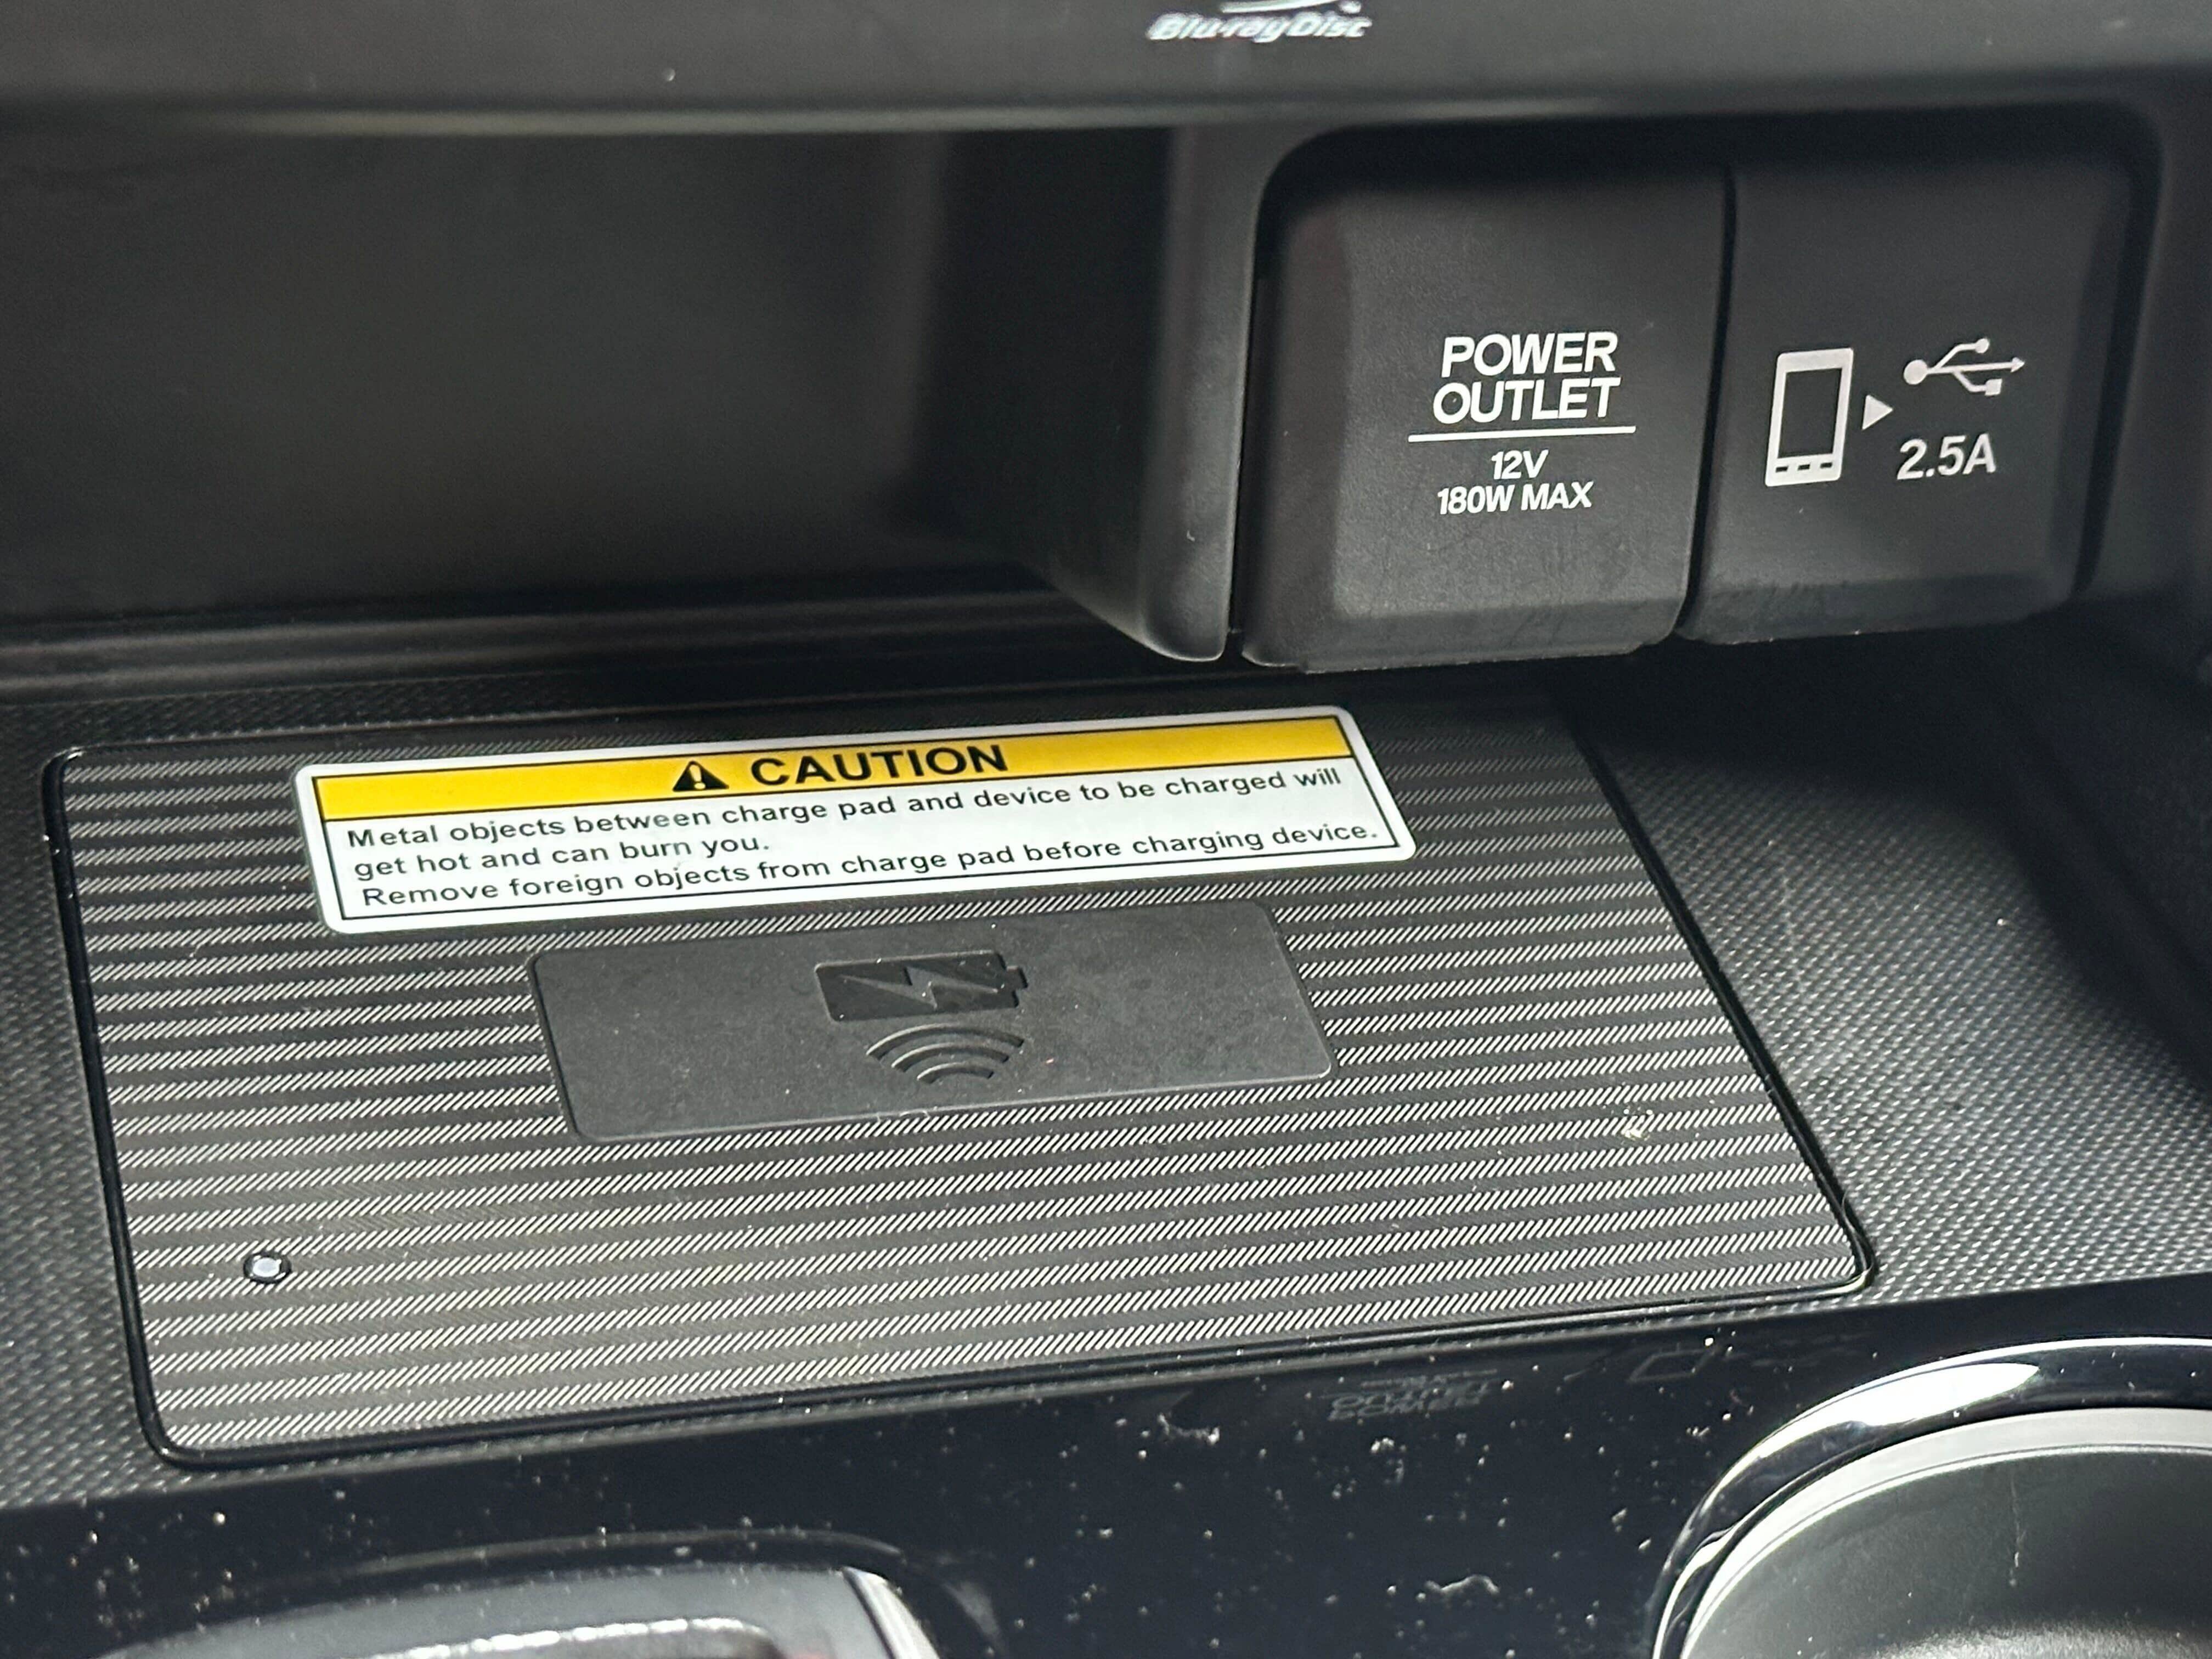 Blu-ray Disc
POWER
OUTLET
12V
180W MAX
2.5A
CAUTION
Metal objects between charge pad and device to be charged will
get hot and can burn you.
Remove foreign objects from charge pad before charging device.